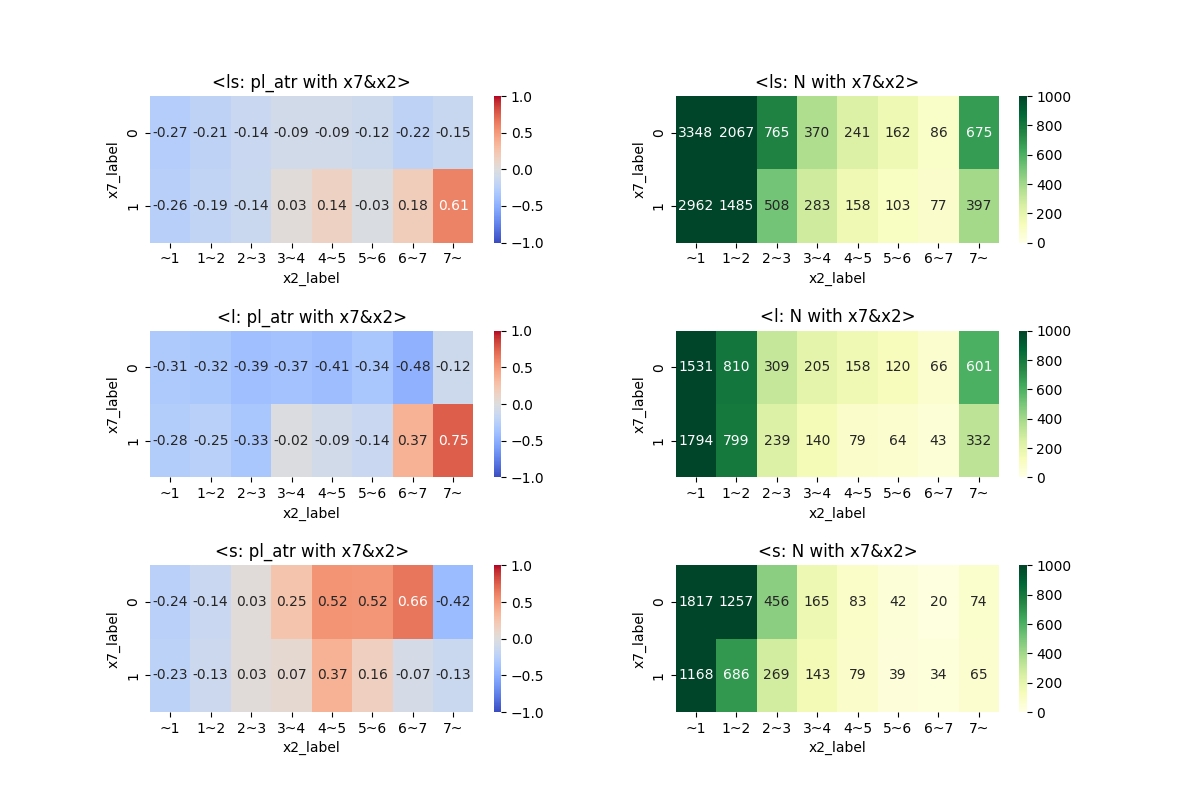 <ls: pl_atr with x7&x2>
x7_label
0 -0.27 -0.21 -0.14 -0.09 -0.09 -0.12 -0.22 -0.15
1 -0.26 -0.19 -0.14 0.03 0.14 -0.03 0.18 0.61
~1 1~2 2~3 3~4 4~5 5~6 6~7 7~
x2_label
1.0
0.5
0.0
−0.5
−1.0
<ls: N with x7&x2>
x7_label
0 3348 2067 765 370 241 162 86 675
1 2962 1485 508 283 158 103 77 397
~1 1~2 2~3 3~4 4~5 5~6 6~7 7~
x2_label
1000
800
600
400
200
0
<l: pl_atr with x7&x2>
x7_label
0 -0.31 -0.32 -0.39 -0.37 -0.41 -0.34 -0.48 -0.12
1 -0.28 -0.25 -0.33 -0.02 -0.09 -0.14 0.37 0.75
~1 1~2 2~3 3~4 4~5 5~6 6~7 7~
x2_label
1.0
0.5
0.0
−0.5
−1.0
<l: N with x7&x2>
x7_label
0 1531 810 309 205 158 120 66 601
1 1794 799 239 140 79 64 43 332
~1 1~2 2~3 3~4 4~5 5~6 6~7 7~
x2_label
1000
800
600
400
200
0
<s: pl_atr with x7&x2>
x7_label
0 -0.24 -0.14 0.03 0.25 0.52 0.52 0.66 -0.42
1 -0.23 -0.13 0.03 0.07 0.37 0.16 -0.07 -0.13
~1 1~2 2~3 3~4 4~5 5~6 6~7 7~
x2_label
1.0
0.5
0.0
−0.5
−1.0
<s: N with x7&x2>
x7_label
0 1817 1257 456 165 83 42 20 74
1 1168 686 269 143 79 39 34 65
~1 1~2 2~3 3~4 4~5 5~6 6~7 7~
x2_label
1000
800
600
400
200
0